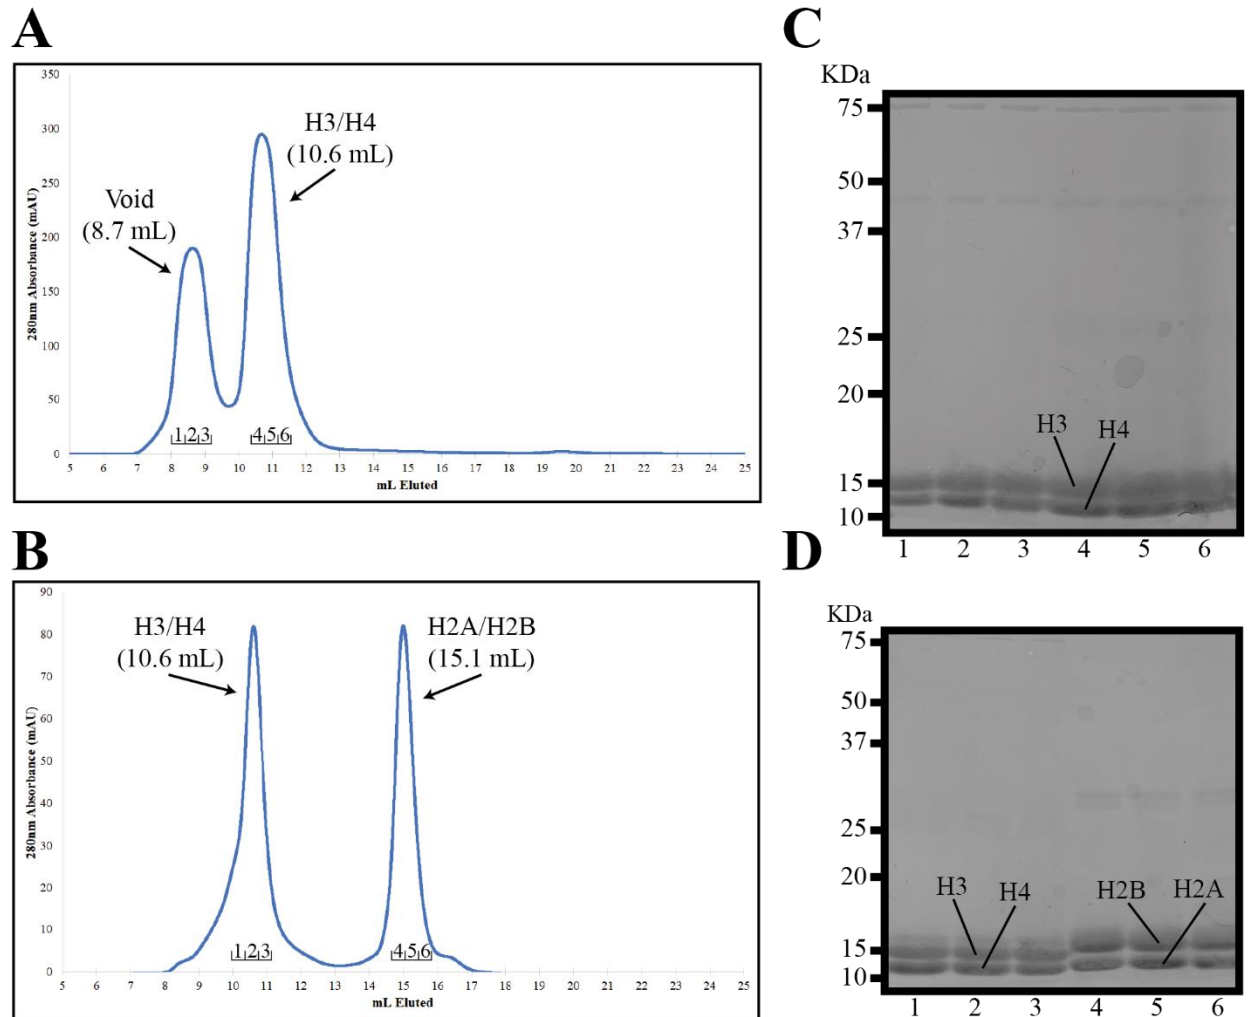 A
350
300
250
200
150
100
50
0
280nm Absorbance (mAU)
Void
(8.7 mL)
H3/H4
(10.6 mL)
1 2 3
4 5 6
5 6 7 8 9 10 11 12 13 14 15 16 17 18 19 20 21 22 23 24 25
mL Eluted
B
90
80
70
60
50
40
30
20
10
0
280nm Absorbance (mAU)
H3/H4
(10.6 mL)
H2A/H2B
(15.1 mL)
1 2 3
4 5 6
5 6 7 8 9 10 11 12 13 14 15 16 17 18 19 20 21 22 23 24 25
mL Eluted
C
KDa
75
50
37
25
20
15
10
H3 H4
1 2 3 4 5 6
D
KDa
75
50
37
25
20
15
10
H3 H4 H2B H2A
1 2 3 4 5 6